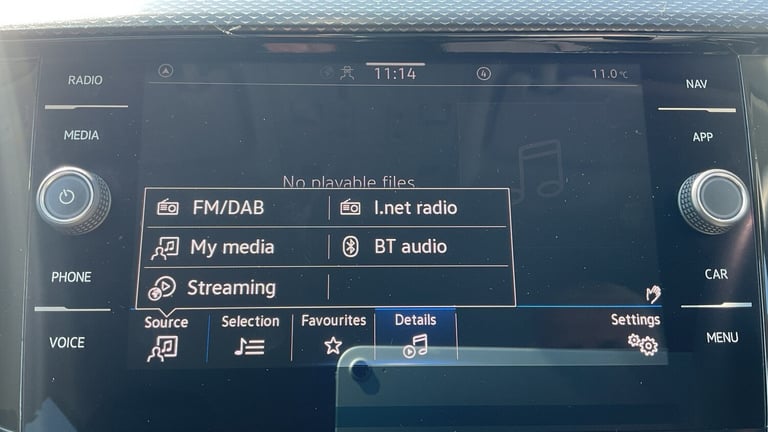 RADIO
MEDIA
PHONE
VOICE
11:14
4
11.0°C
No playable files
FM/DAB
I.net radio
My media
BT audio
Streaming
Source
Selection
Favourites
Details
Settings
NAV
APP
CAR
MENU